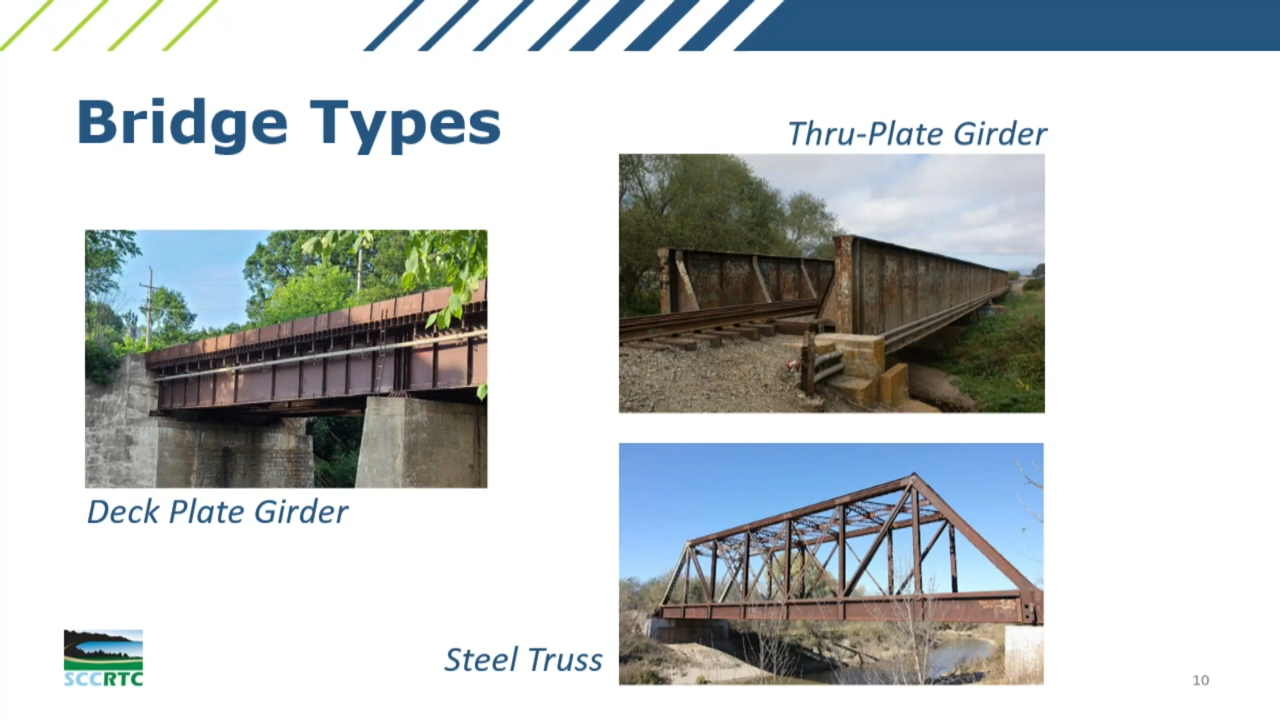 Bridge Types
Thru-Plate Girder
Deck Plate Girder
Steel Truss
SCCRTC
10